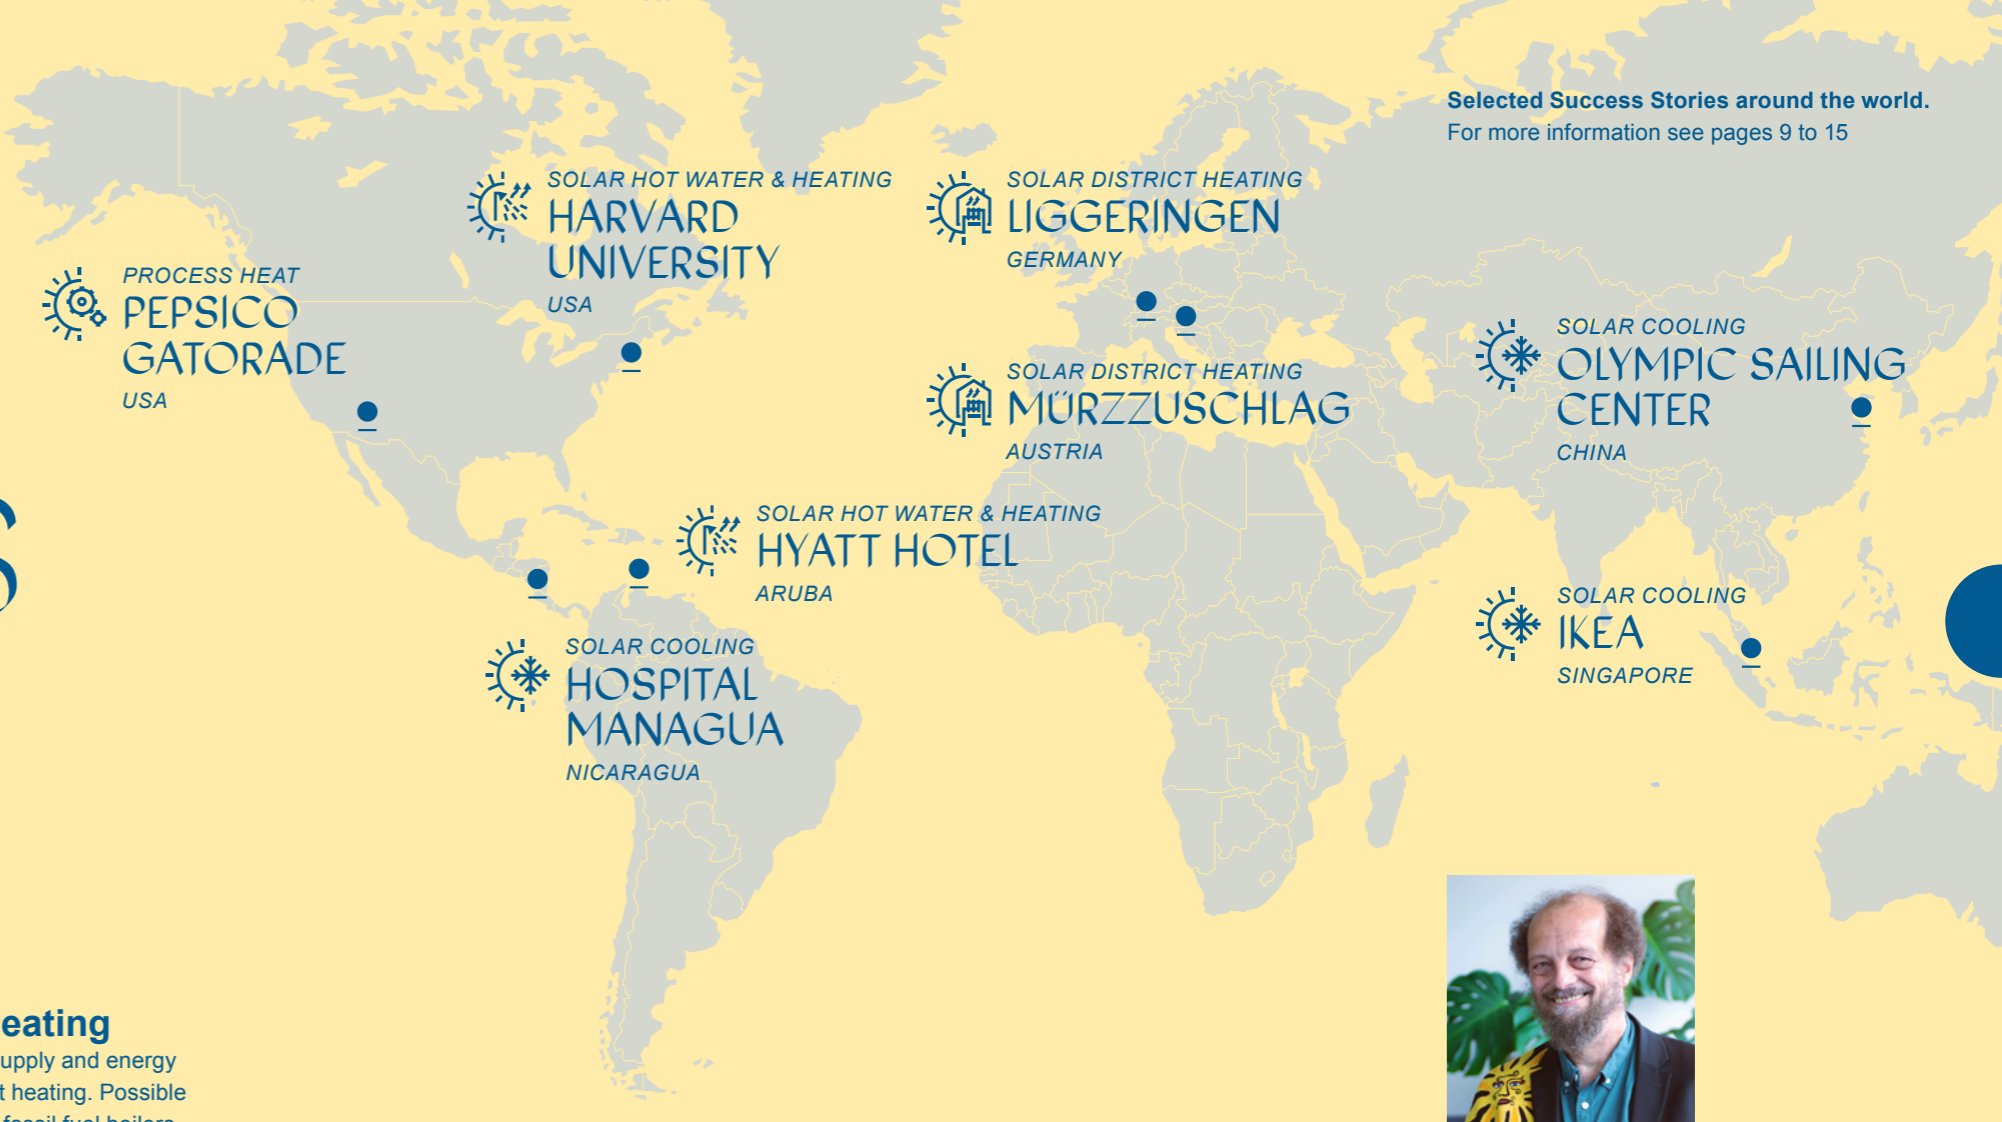 Selected Success Stories around the world.
For more information see pages 9 to 15
SOLAR HOT WATER & HEATING
HARVARD
UNIVERSITY
USA
SOLAR DISTRICT HEATING
LIGGERINGEN
GERMANY
PROCESS HEAT
PEPSICO
GATORADE
USA
SOLAR COOLING
OLYMPIC SAILING
CENTER
CHINA
SOLAR DISTRICT HEATING
MÜRZZUSCHLAG
AUSTRIA
SOLAR HOT WATER & HEATING
HYATT HOTEL
ARUBA
SOLAR COOLING
IKEA
SINGAPORE
SOLAR COOLING
HOSPITAL
MANAGUA
NICARAGUA
eating
upply and energy
t heating. Possible
fossil fuel boilers